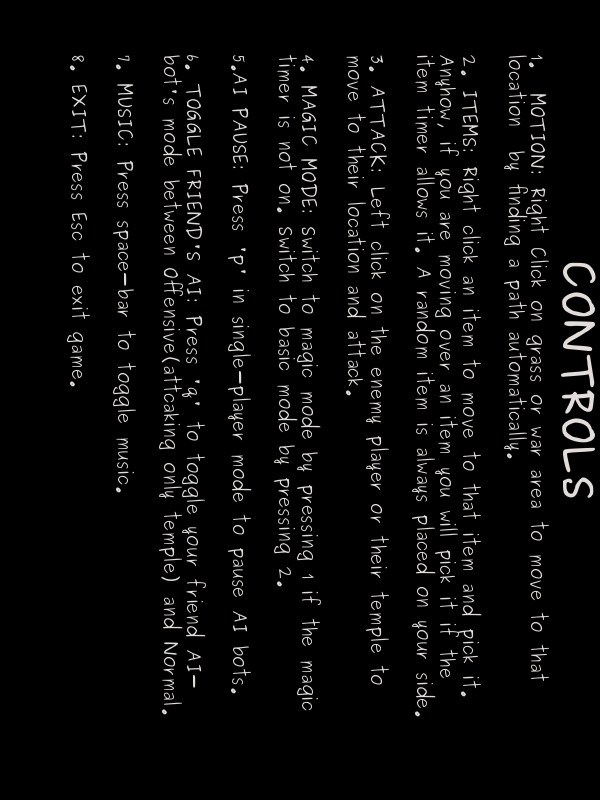 CONTROLS
1. MOTION: Right Click on grass or war area to move to that
location by finding a path automatically.
2. ITEMS: Right click an item to move to that item and pick it.
Anyhow, if you are moving over an item you will pick it if the
item timer allows it. A random item is always placed on your side.
3. ATTACK: Left click on the enemy player or their temple to
move to their location and attack.
4. MAGIC MODE: Switch to magic mode by pressing 1 if the magic
timer is not on. Switch to basic mode by pressing 2.
5.AI PAUSE: Press 'p' in single-player mode to pause AI bots.
6. TOGGLE FRIEND'S AI: Press 'q' to toggle your friend AI-
bot's mode between Offensive(attcaking only temple) and Normal.
7. MUSIC: Press space-bar to toggle music.
8. EXIT: Press Esc to exit game.